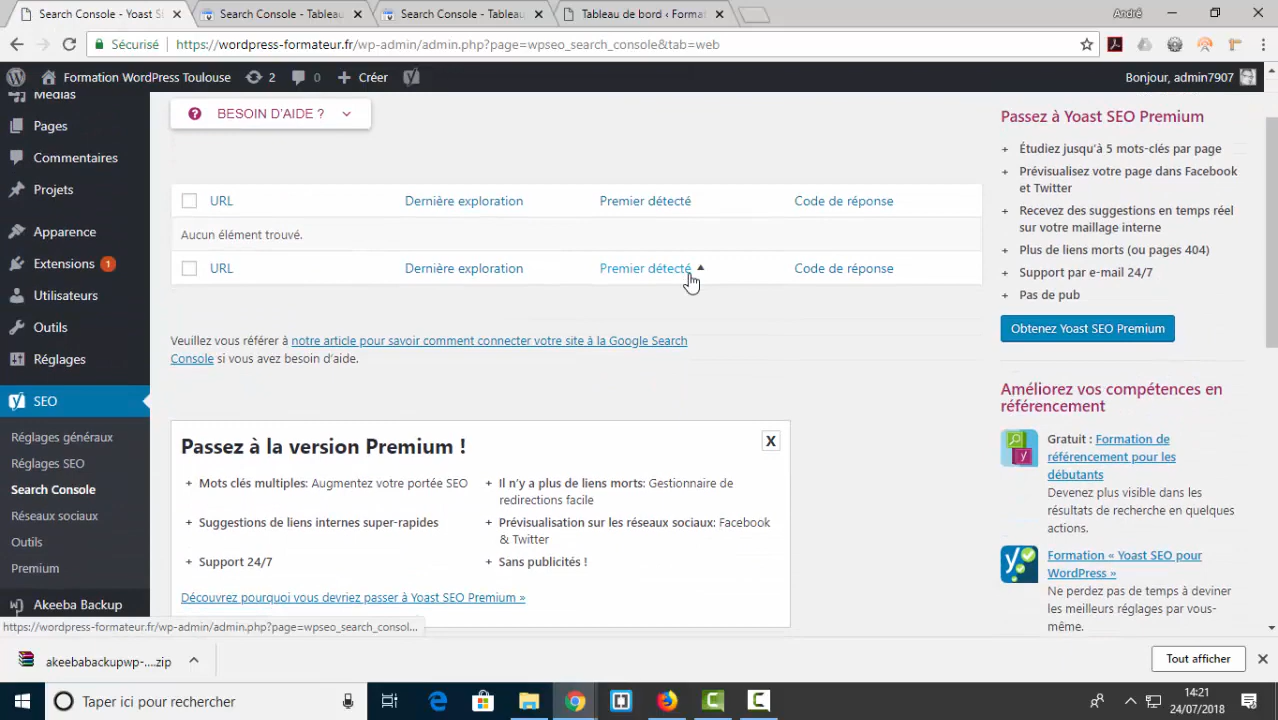 Search Console - Yoast S
Search Console - Tableau
Search Console - Tableau
Tableau de bord ‹ Format
André
Sécurisé
https://wordpress-formateur.fr/wp-admin/admin.php?page=wpseo_search_console&tab=web
Formation WordPress Toulouse 2 0 + Créer
Bonjour, admin7907
Médias
Pages
Commentaires
Projets
Apparence
Extensions 1
Utilisateurs
Outils
Réglages
SEO
Réglages généraux
Réglages SEO
Search Console
Réseaux sociaux
Outils
Premium
Akeeba Backup
BESOIN D'AIDE ?
URL Dernière exploration Premier détecté Code de réponse
Aucun élément trouvé.
URL Dernière exploration Premier détecté Code de réponse
Veuillez vous référer à notre article pour savoir comment connecter votre site à la Google Search
Console si vous avez besoin d'aide.
Passez à la version Premium !
X
+ Mots clés multiples: Augmentez votre portée SEO
+ Il n'y a plus de liens morts: Gestionnaire de
redirections facile
+ Suggestions de liens internes super-rapides
+ Prévisualisation sur les réseaux sociaux: Facebook
& Twitter
+ Support 24/7
+ Sans publicités !
Découvrez pourquoi vous devriez passer à Yoast SEO Premium »
Passez à Yoast SEO Premium
+ Étudiez jusqu'à 5 mots-clés par page
+ Prévisualisez votre page dans Facebook
et Twitter
+ Recevez des suggestions en temps réel
sur votre maillage interne
+ Plus de liens morts (ou pages 404)
+ Support par e-mail 24/7
+ Pas de pub
Obtenez Yoast SEO Premium
Améliorez vos compétences en
référencement
Gratuit : Formation de
référencement pour les
débutants
Devenez plus visible dans les
résultats de recherche en quelques
actions.
Formation « Yoast SEO pour
WordPress »
Ne perdez pas de temps à deviner
les meilleurs réglages par vous-
même.
https://wordpress-formateur.fr/wp-admin/admin.php?page=wpseo_search_consol...
akeebabackupwp-....zip
Tout afficher
Taper ici pour rechercher
14:21
24/07/2018